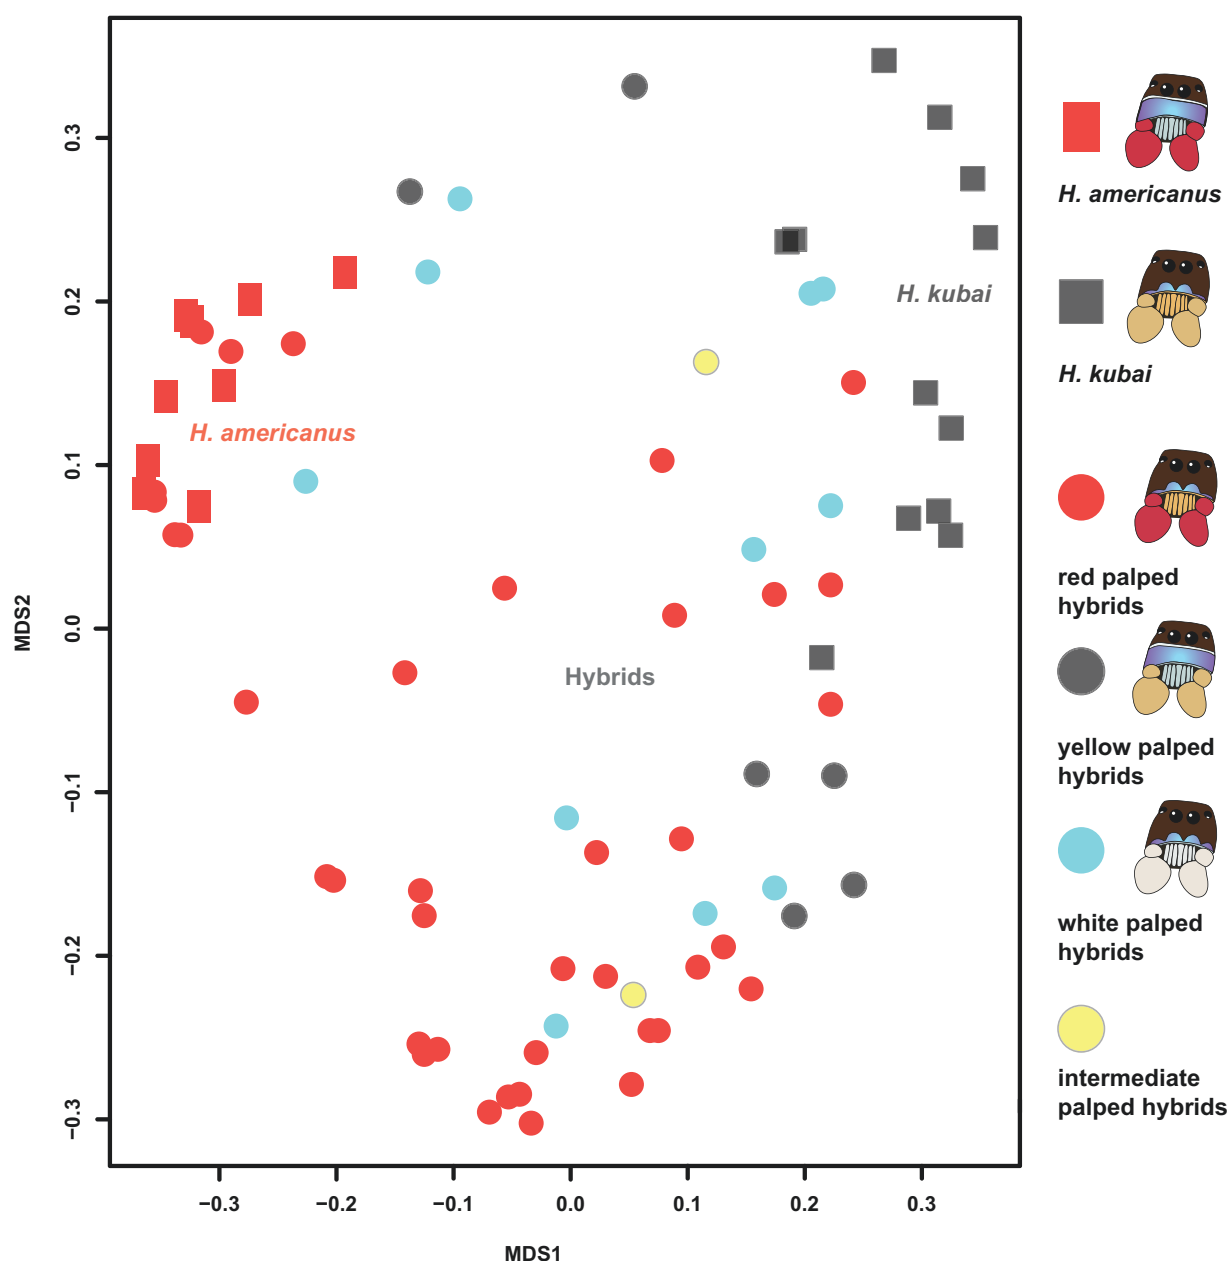 0.3
0.2
0.1
0.0
−0.1
−0.2
−0.3
MDS2
−0.3
−0.2
−0.1
0.0
0.1
0.2
0.3
MDS1
H. americanus
H. kubai
Hybrids
H. americanus
H. kubai
red palped
hybrids
yellow palped
hybrids
white palped
hybrids
intermediate
palped hybrids